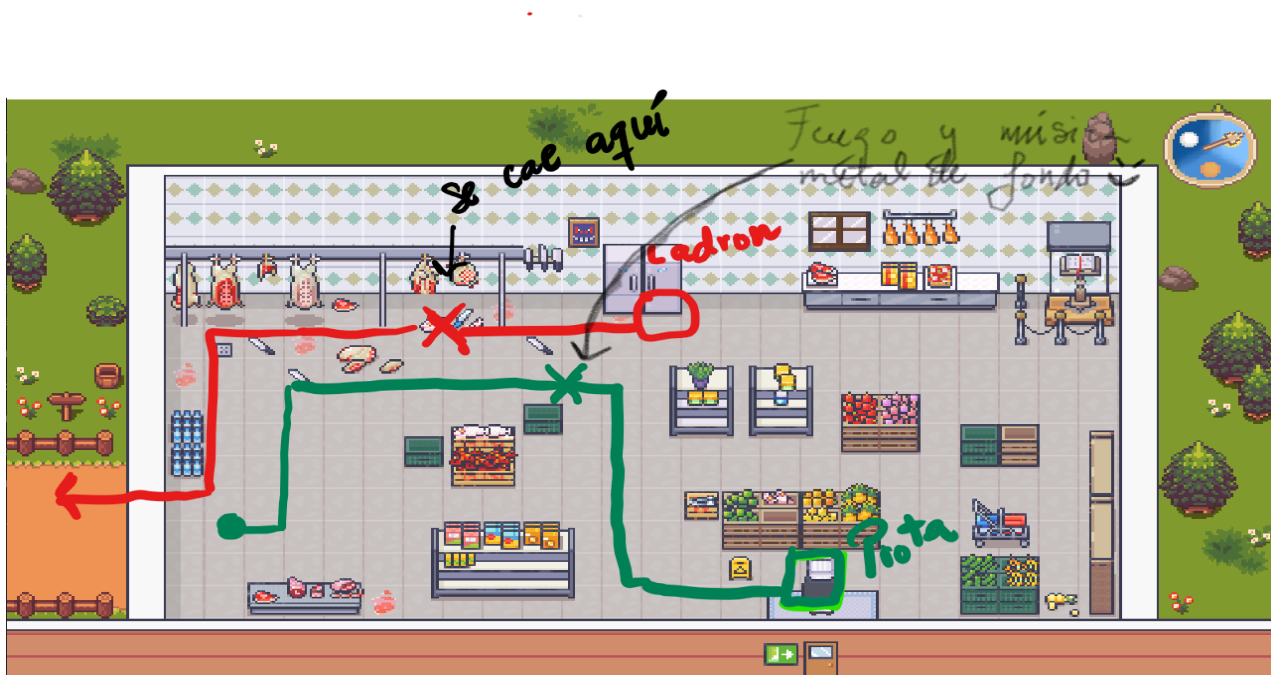 se cae aquí
Fuego y música
metal de fondo
Ladron
Prota